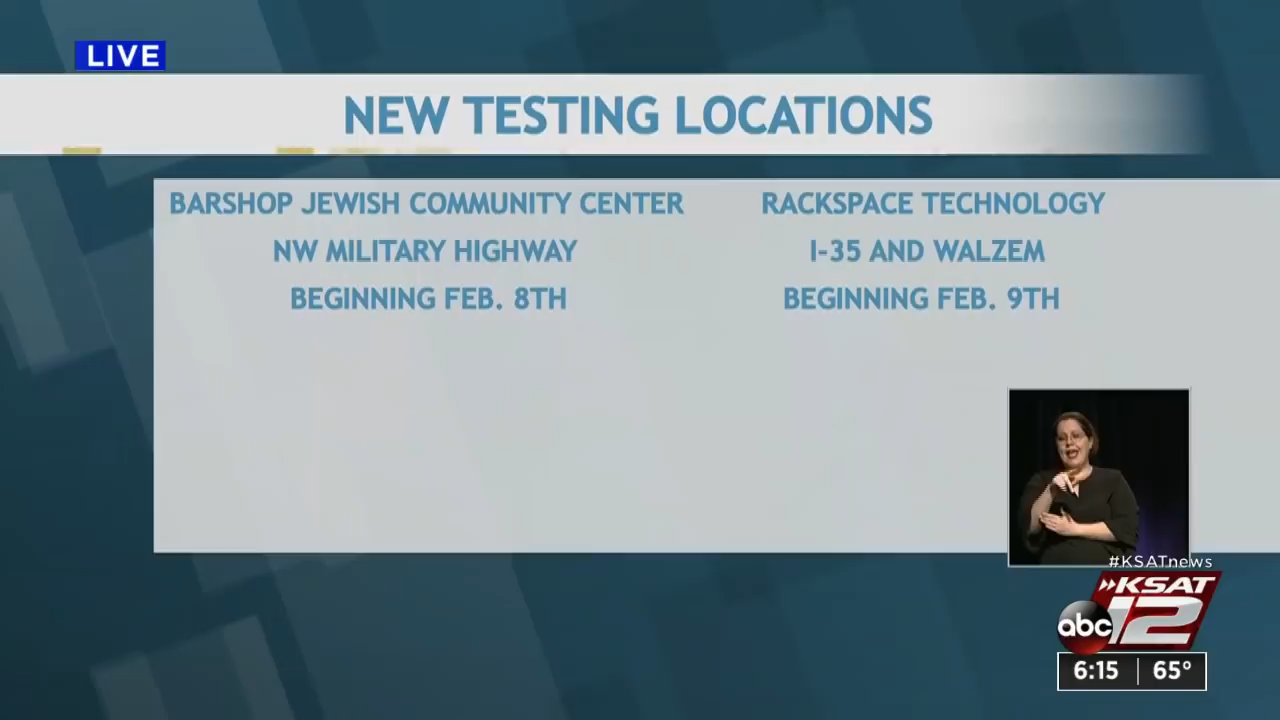 LIVE
NEW TESTING LOCATIONS
BARSHOP JEWISH COMMUNITY CENTER
NW MILITARY HIGHWAY
BEGINNING FEB. 8TH
RACKSPACE TECHNOLOGY
I-35 AND WALZEM
BEGINNING FEB. 9TH
#KSATnews
KSAT
abc 12
6:15 65°